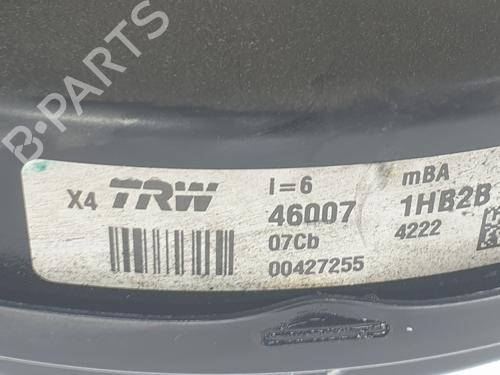 B-PARTS
X4 TRW I=6 mBA
46007 1HB2B
07Cb 4222
00427255